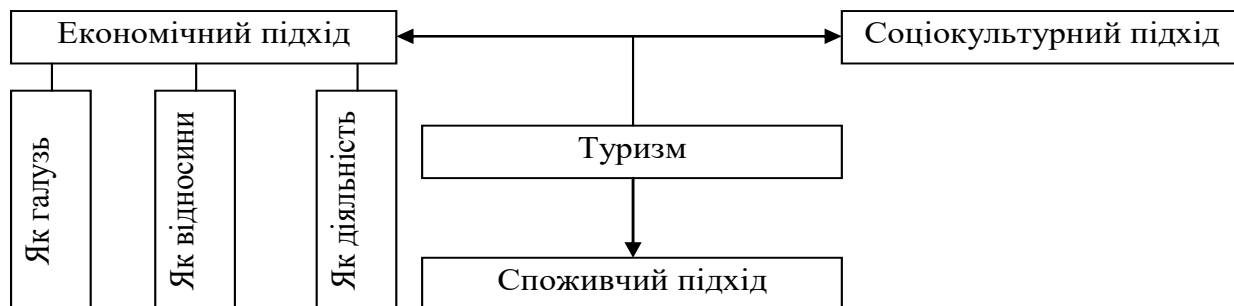 Економічний підхід
Соціокультурний підхід
Як галузь
Як відносини
Як діяльність
Туризм
Споживчий підхід